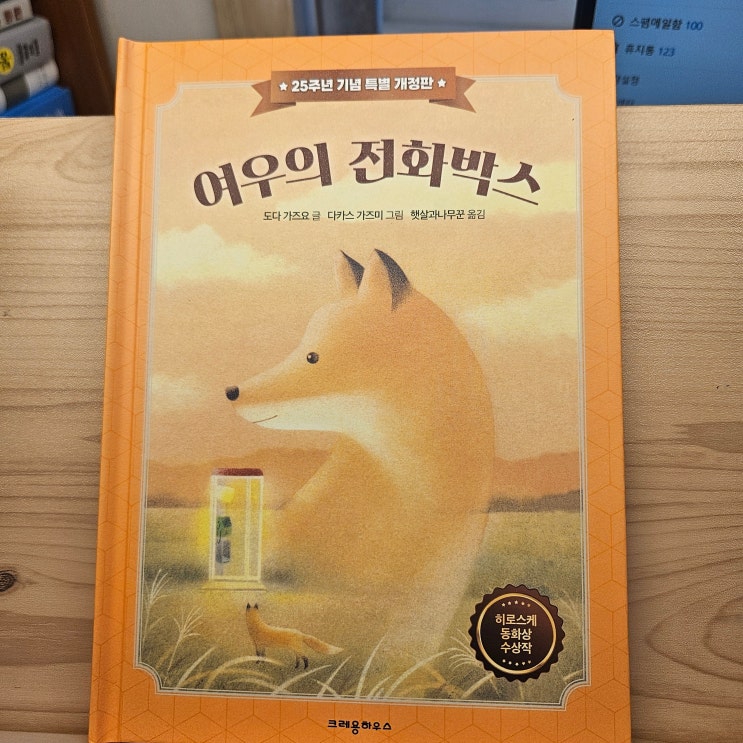 스팸메일함 100
휴지통 123
25주년 기념 특별 개정판
어우의 전화박스
도다 가즈요 글 다카스 가즈미 그림 햇살과나무꾼 옮김
히로스케
동화상
수상작
크레용하우스